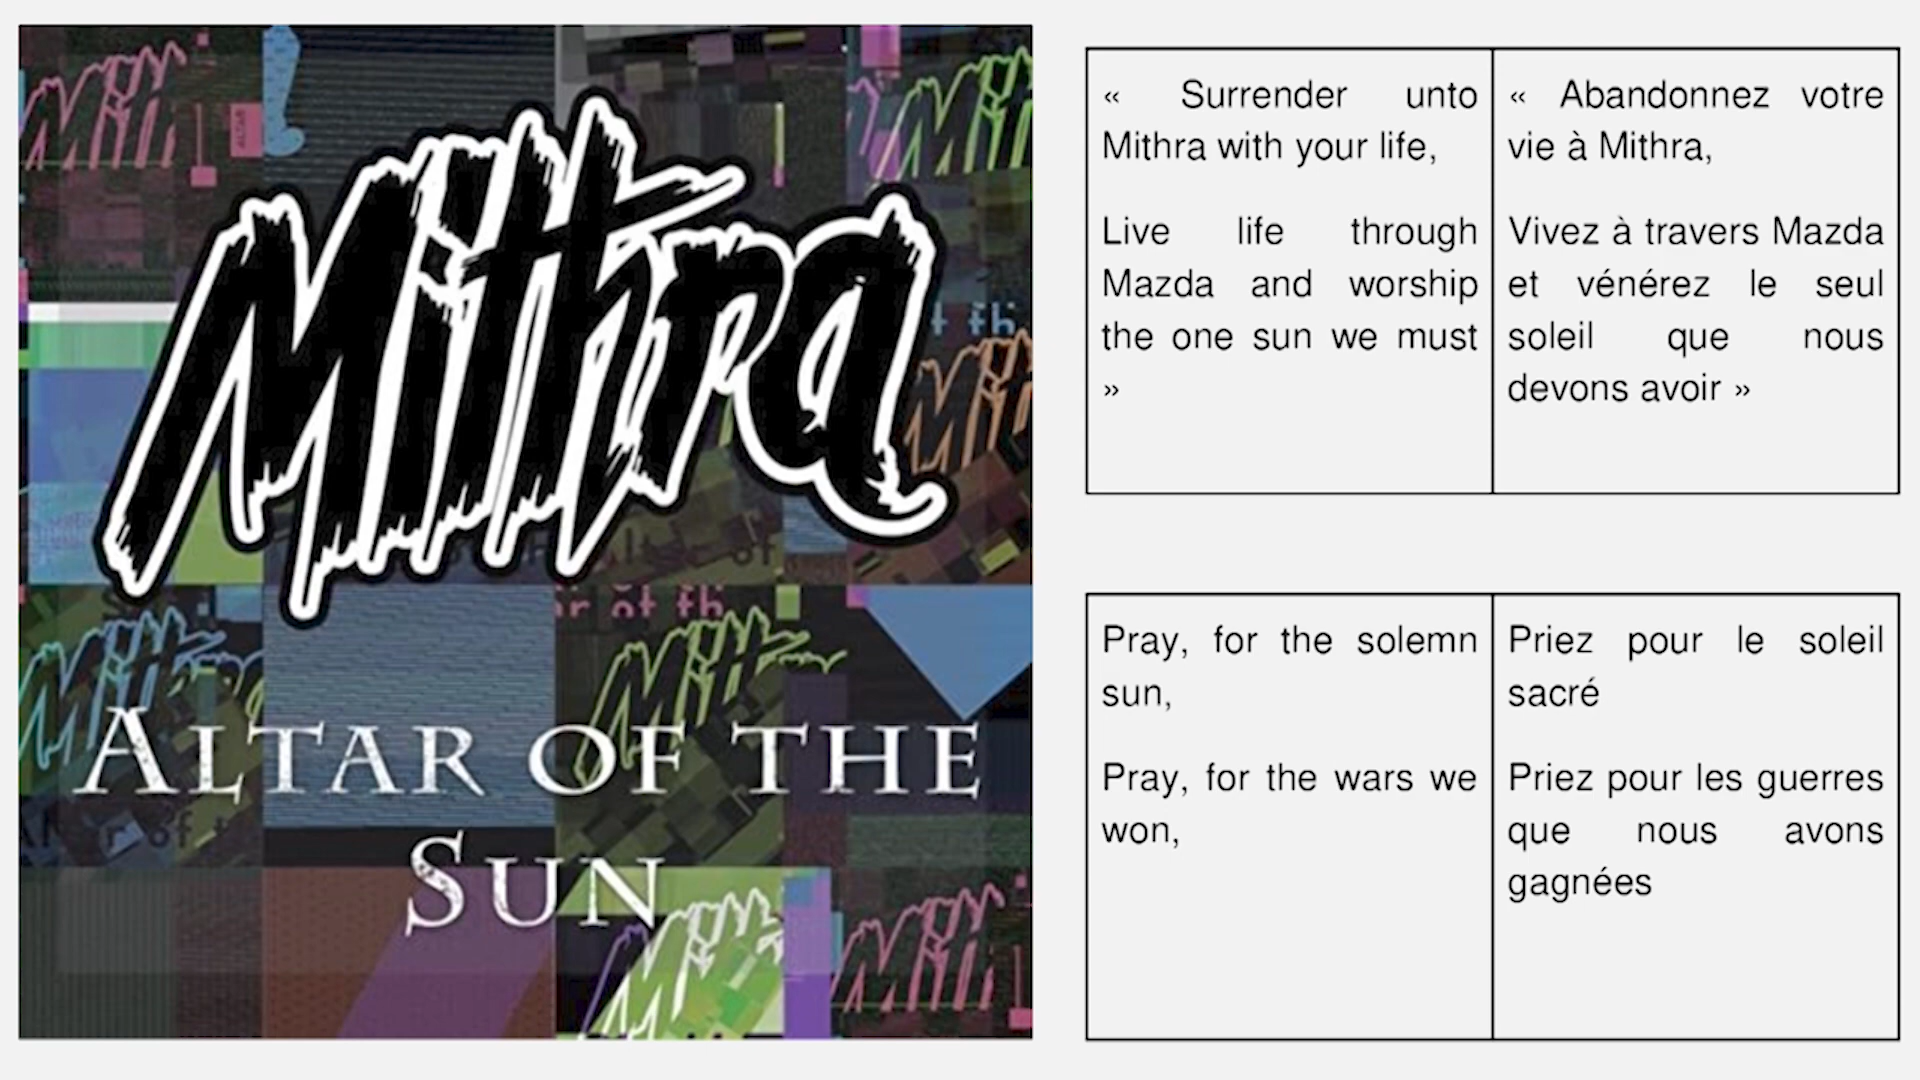 Mithra
ALTAR OF THE
SUN
« Surrender unto
Mithra with your life,
Live life through
Mazda and worship
the one sun we must
»
« Abandonnez votre
vie à Mithra,
Vivez à travers Mazda
et vénérez le seul
soleil que nous
devons avoir »
Pray, for the solemn
sun,
Pray, for the wars we
won,
Priez pour le soleil
sacré
Priez pour les guerres
que nous avons
gagnées